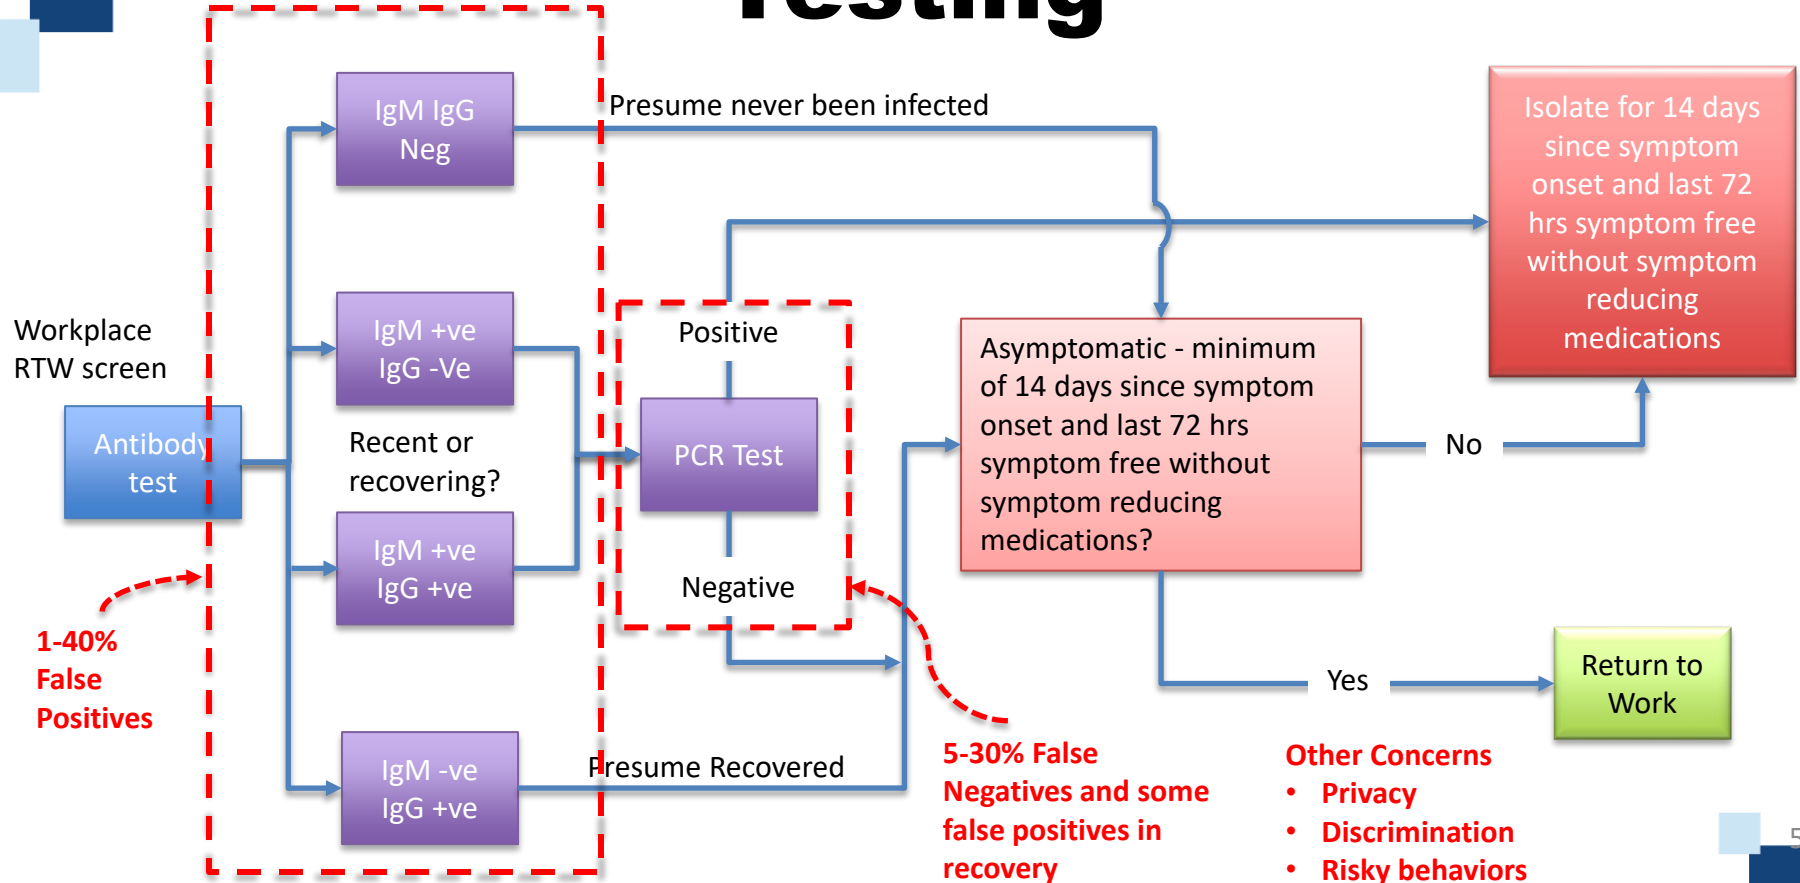 Testing
IgM IgG
Neg
Presume never been infected
Isolate for 14 days
since symptom
onset and last 72
hrs symptom free
without symptom
reducing
medications
Workplace
RTW screen
Antibody
test
IgM +ve
IgG -Ve
Recent or
recovering?
IgM +ve
IgG +ve
IgM -ve
IgG +ve
Positive
PCR Test
Negative
Asymptomatic - minimum
of 14 days since symptom
onset and last 72 hrs
symptom free without
symptom reducing
medications?
No
Yes
Return to
Work
Presume Recovered
1-40%
False
Positives
5-30% False
Negatives and some
false positives in
recovery
Other Concerns
• Privacy
• Discrimination
• Risky behaviors
5